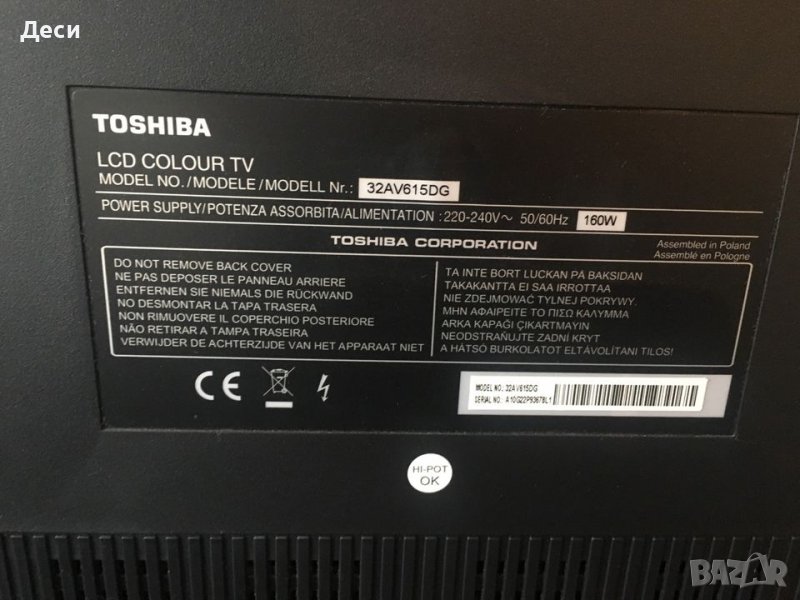 Деси
TOSHIBA
LCD COLOUR TV
MODEL NO./MODELE/MODELL Nr.: 32AV615DG
POWER SUPPLY/POTENZA ASSORBITA/ALIMENTATION : 220-240V~ 50/60Hz 160W
TOSHIBA CORPORATION
Assembled in Poland
Assemblé en Pologne
DO NOT REMOVE BACK COVER
NE PAS DEPOSER LE PANNEAU ARRIERE
ENTFERNEN SIE NIEMALS DIE RÜCKWAND
NO DESMONTAR LA TAPA TRASERA
NON RIMUOVERE IL COPERCHIO POSTERIORE
NÃO RETIRAR A TAMPA TRASEIRA
VERWIJDER DE ACHTERZIJDE VAN HET APPARAAT NIET
TA INTE BORT LUCKAN PÅ BAKSIDAN
TAKAKANTTA EI SAA IRROTTAA
NIE ZDEJMOWAĆ TYLNEJ POKRYWY.
ΜΗΝ ΑΦΑΙΡΕΙΤΕ ΤΟ ΠΙΣΩ ΚΑΛΥΜΜΑ
ARKA KAPAĞI ÇIKARTMAYIN
NEODSTRAŇUJTE ZADNÍ KRYT
A HÁTSÓ BURKOLATOT ELTÁVOLÍTANI TILOS!
CE
MODEL NO: 32AV615DG
SERIAL NO: A10G22P9367BL1
HI-POT
OK
BAZAR